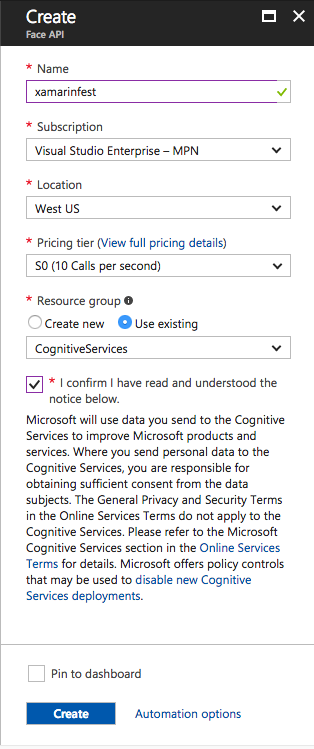 Create
Face API
* Name
xamarinfest
* Subscription
Visual Studio Enterprise – MPN
* Location
West US
* Pricing tier (View full pricing details)
S0 (10 Calls per second)
* Resource group
Create new Use existing
CognitiveServices
* I confirm I have read and understood the
notice below.
Microsoft will use data you send to the Cognitive
Services to improve Microsoft products and
services. Where you send personal data to the
Cognitive Services, you are responsible for
obtaining sufficient consent from the data
subjects. The General Privacy and Security Terms
in the Online Services Terms do not apply to the
Cognitive Services. Please refer to the Microsoft
Cognitive Services section in the Online Services
Terms for details. Microsoft offers policy controls
that may be used to disable new Cognitive
Services deployments.
Pin to dashboard
Create Automation options